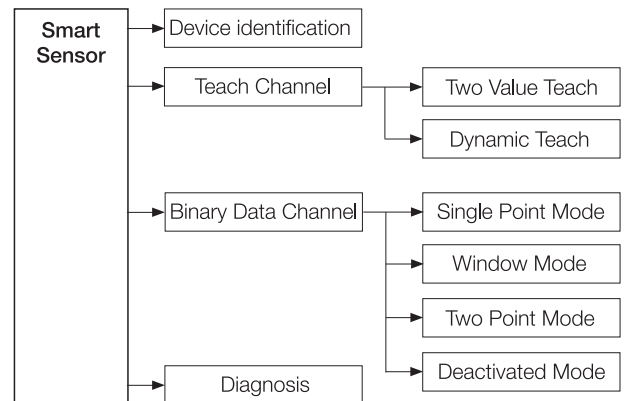 Smart
Sensor
Device identification
Teach Channel
Two Value Teach
Dynamic Teach
Binary Data Channel
Single Point Mode
Window Mode
Two Point Mode
Deactivated Mode
Diagnosis